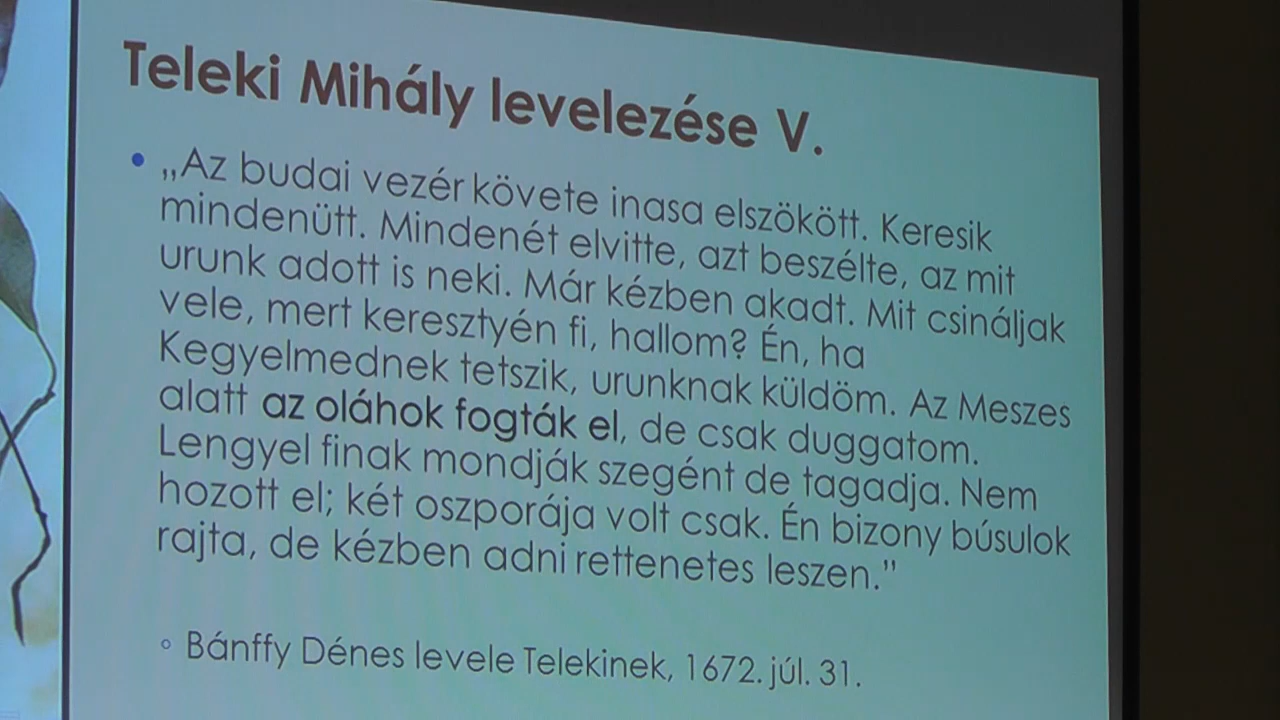 Teleki Mihály levelezése V.
• „Az budai vezér követe inasa elszökött. Keresik
mindenütt. Mindenét elvitte, azt beszélte, az mit
urunk adott is neki. Már kézben akadt. Mit csináljak
vele, mert keresztyén fi, hallom? Én, ha
Kegyelmednek tetszik, urunknak küldöm. Az Meszes
alatt az oláhok fogták el, de csak duggatom.
Lengyel finak mondják szegént de tagadja. Nem
hozott el; két oszporája volt csak. Én bizony búsulok
rajta, de kézben adni rettenetes leszen.”
◦ Bánffy Dénes levele Telekinek, 1672. júl. 31.